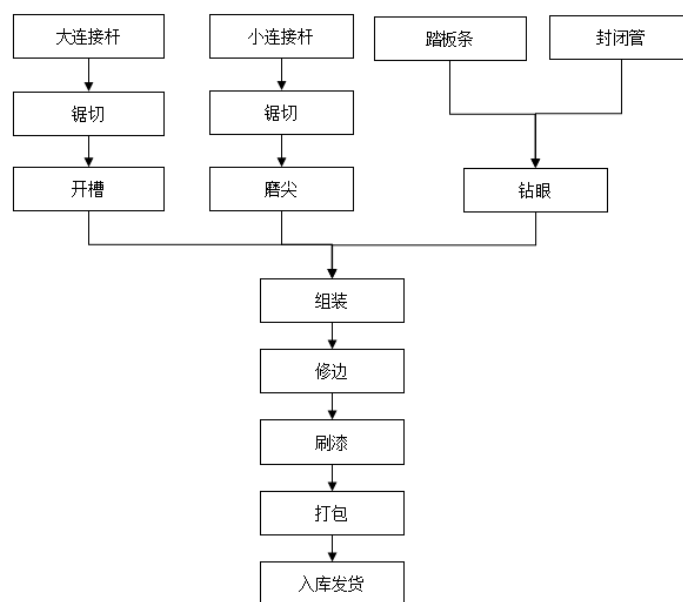 大连接杆
小连接杆
踏板条
封闭管
锯切
锯切
开槽
磨尖
钻眼
组装
修边
刷漆
打包
入库发货